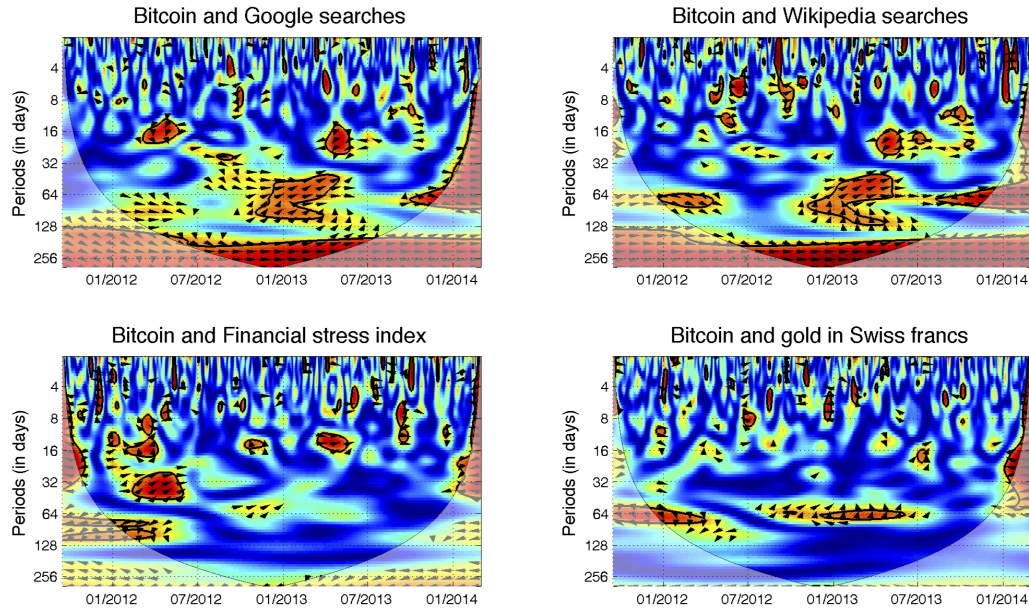 Bitcoin and Google searches
Periods (in days)
4
8
16
32
64
128
256
01/2012 07/2012 01/2013 07/2013 01/2014
Bitcoin and Wikipedia searches
Periods (in days)
4
8
16
32
64
128
256
01/2012 07/2012 01/2013 07/2013 01/2014
Bitcoin and Financial stress index
Periods (in days)
4
8
16
32
64
128
256
01/2012 07/2012 01/2013 07/2013 01/2014
Bitcoin and gold in Swiss francs
Periods (in days)
4
8
16
32
64
128
256
01/2012 07/2012 01/2013 07/2013 01/2014